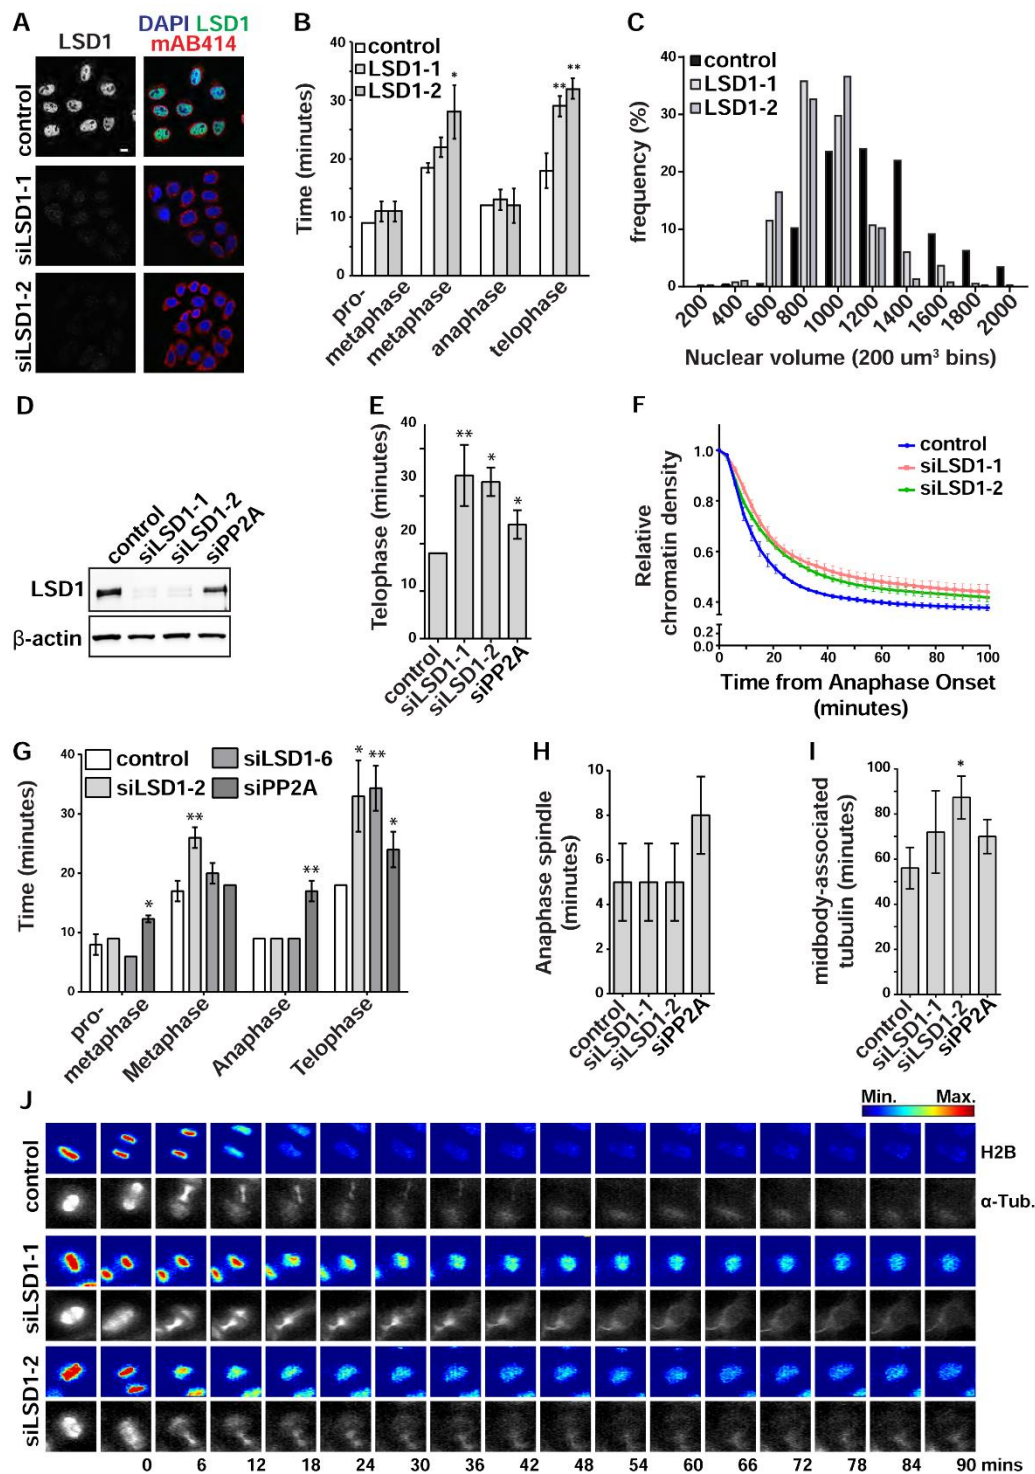 A
LSD1
DAPI LSD1
mAB414
control
siLSD1-1
siLSD1-2
B
control
LSD1-1
LSD1-2
Time (minutes)
40
30
20
10
0
*
**
**
pro-
metaphase
metaphase
anaphase
telophase
C
control
LSD1-1
LSD1-2
frequency (%)
40
30
20
10
0
200
400
600
800
1000
1200
1400
1600
1800
2000
Nuclear volume (200 um³ bins)
D
control
siLSD1-1
siLSD1-2
siPP2A
LSD1
β-actin
E
Telophase (minutes)
40
30
20
10
0
**
*
*
control
siLSD1-1
siLSD1-2
siPP2A
F
control
siLSD1-1
siLSD1-2
Relative
chromatin density
1.0
0.8
0.6
0.4
0.2
0.0
0
20
40
60
80
100
Time from Anaphase Onset
(minutes)
G
control
siLSD1-2
siLSD1-6
siPP2A
Time (minutes)
40
30
20
10
0
*
**
**
*
**
*
pro-
metaphase
Metaphase
Anaphase
Telophase
H
Anaphase spindle
(minutes)
10
8
6
4
2
0
control
siLSD1-1
siLSD1-2
siPP2A
I
midbody-associated
tubulin (minutes)
100
80
60
40
20
0
*
control
siLSD1-1
siLSD1-2
siPP2A
J
Min. Max.
control
H2B
α-Tub.
siLSD1-1
siLSD1-2
0 6 12 18 24 30 36 42 48 54 60 66 72 78 84 90 mins